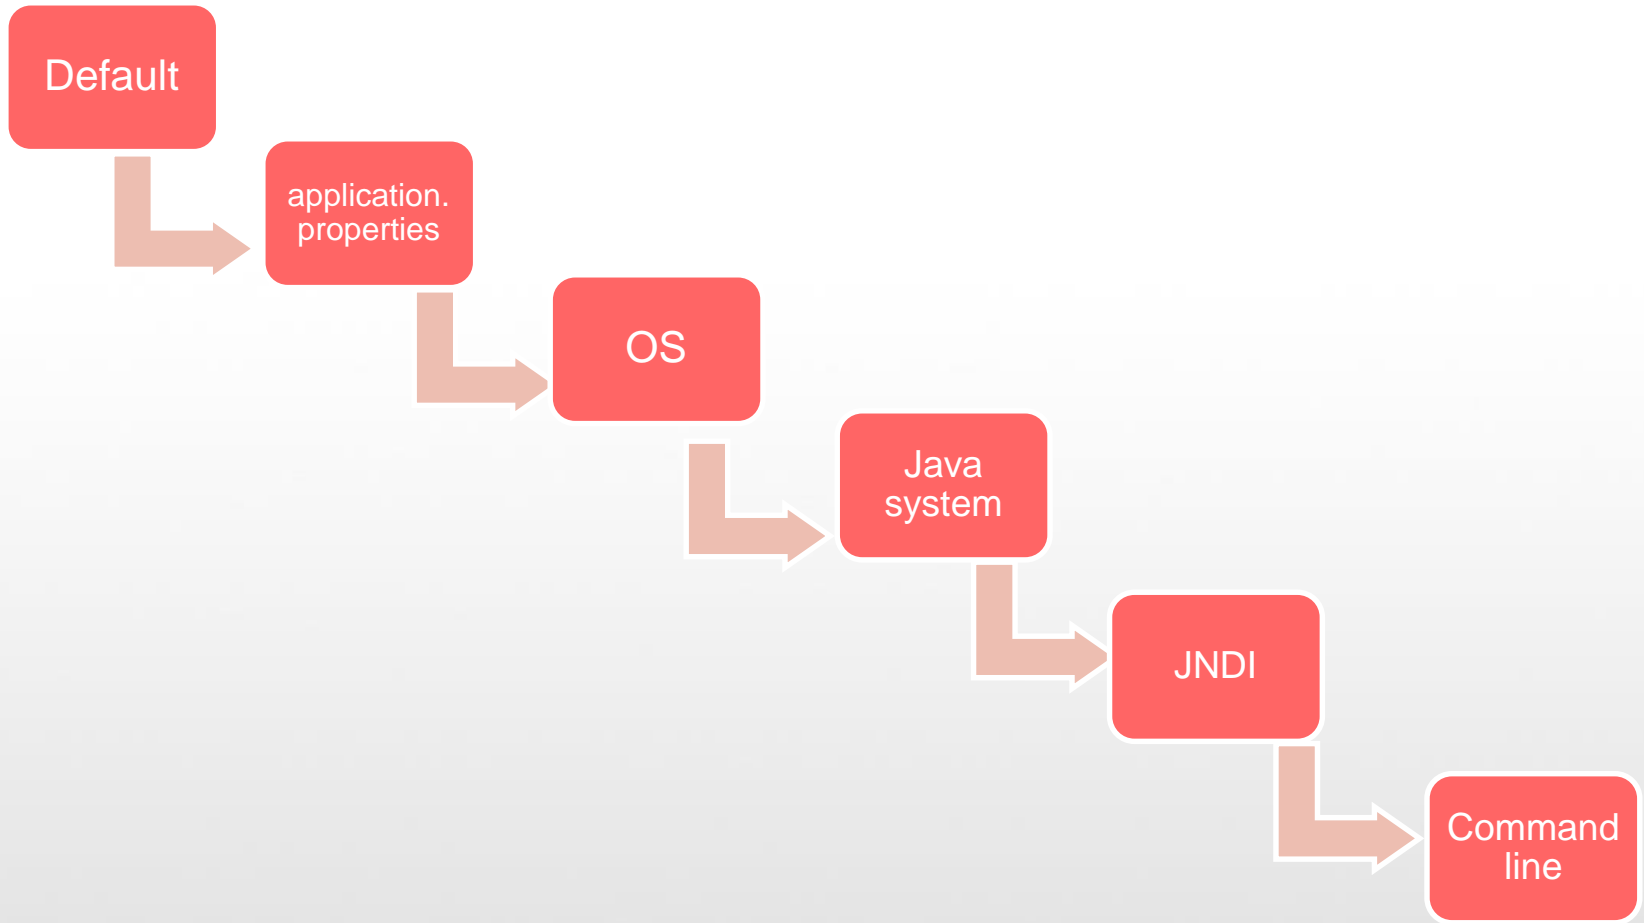 Default
application.
properties
OS
Java
system
JNDI
Command
line